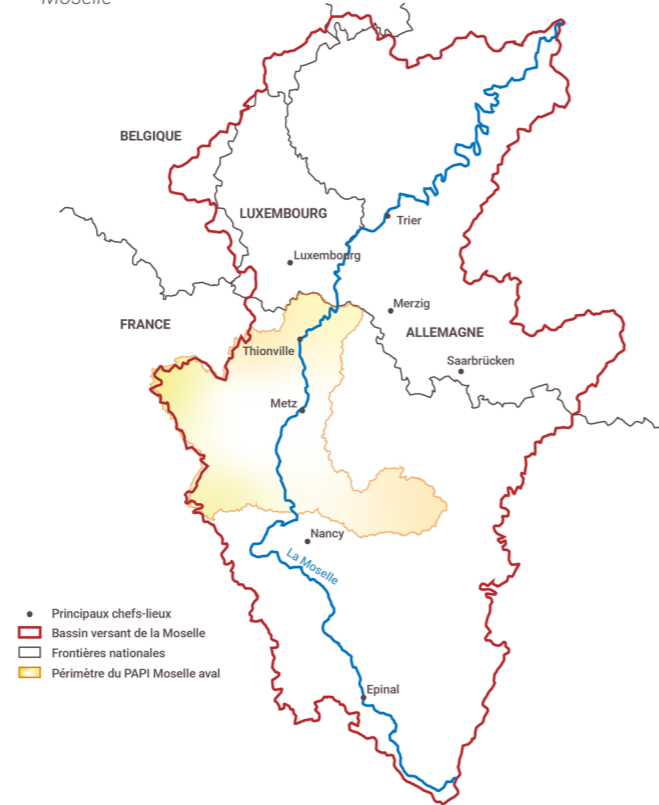 Moselle
BELGIQUE
LUXEMBOURG
Trier
Luxembourg
Merzig
FRANCE
ALLEMAGNE
Thionville
Saarbrücken
Metz
Nancy
La Moselle
Principaux chefs-lieux
Bassin versant de la Moselle
Frontières nationales
Périmètre du PAPI Moselle aval
Epinal